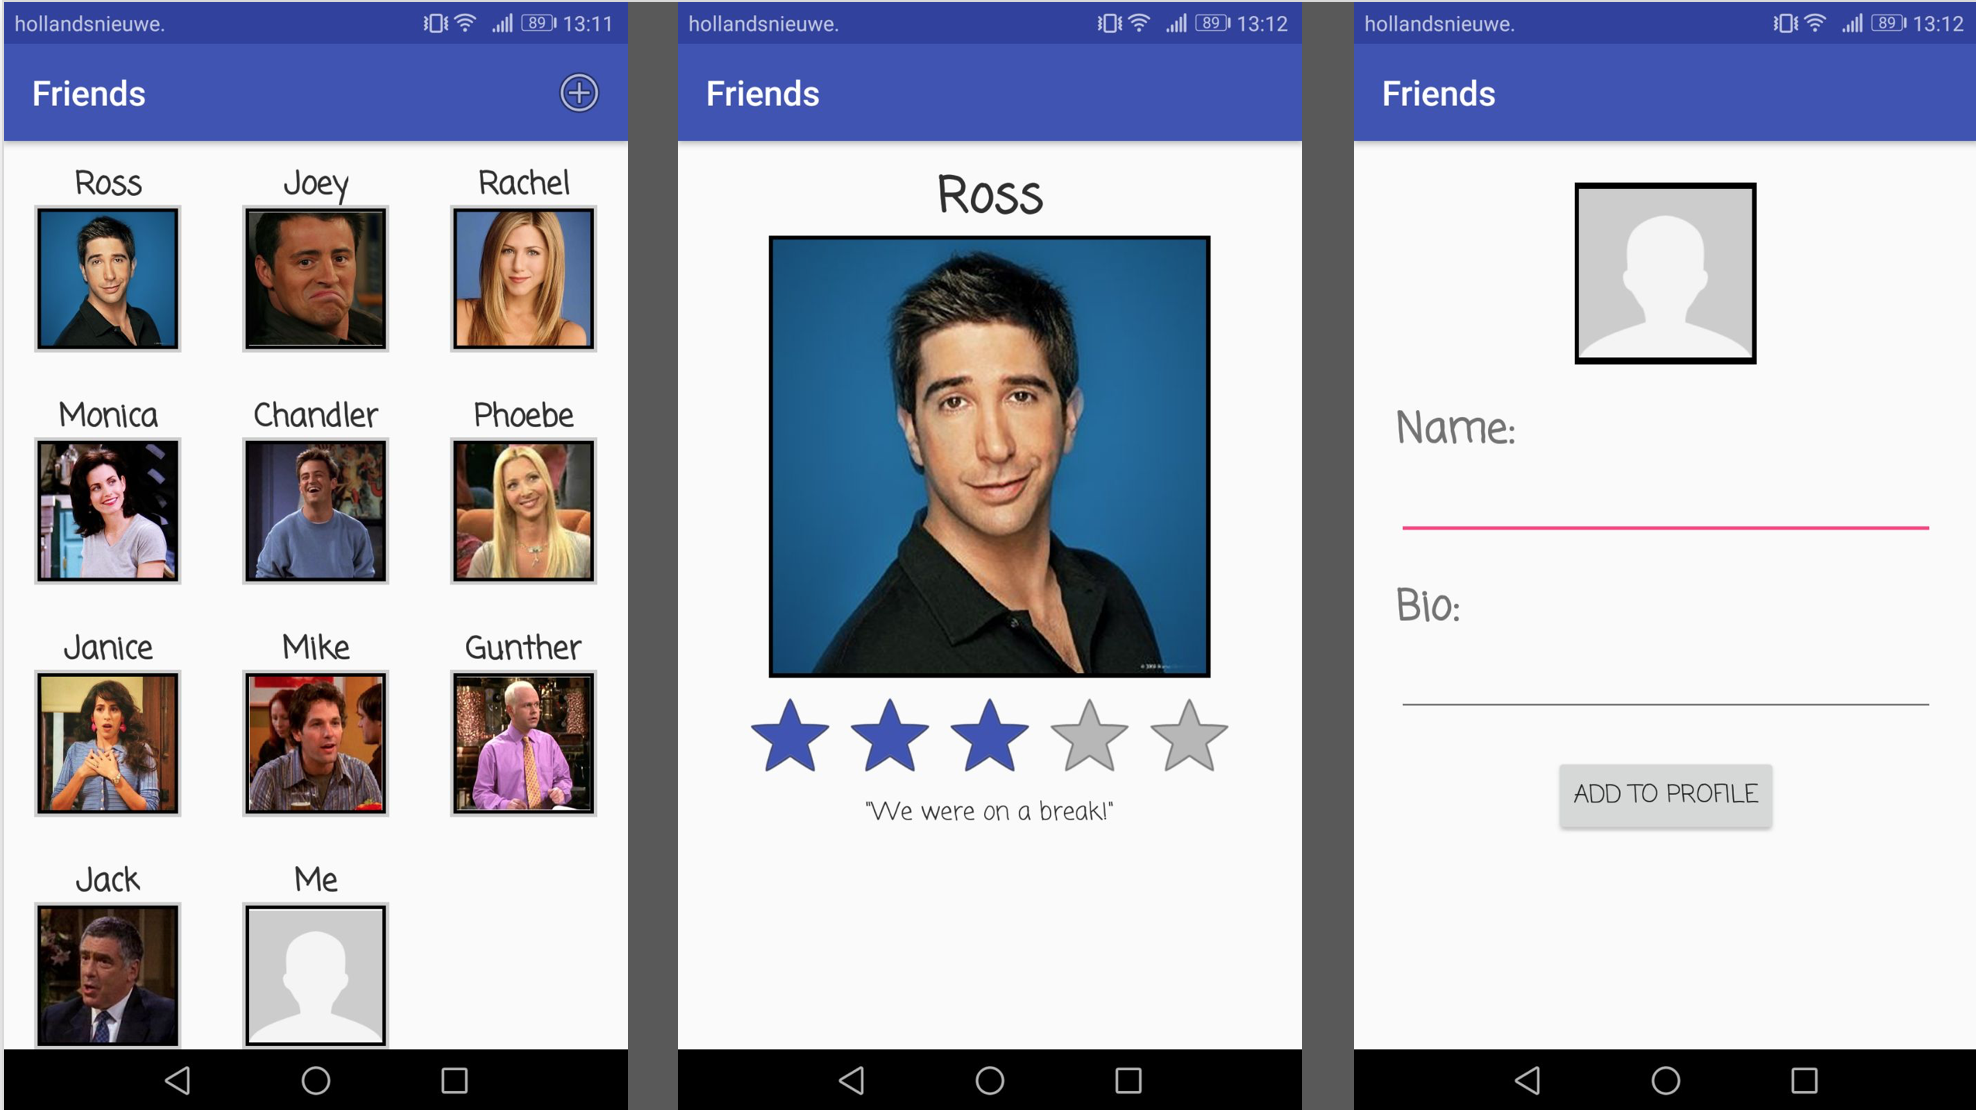 hollandsnieuwe. 89 13:11
Friends
Ross Joey Rachel
Monica Chandler Phoebe
Janice Mike Gunther
Jack Me
hollandsnieuwe. 89 13:12
Friends
Ross
"We were on a break!"
hollandsnieuwe. 89 13:12
Friends
Name:
Bio:
ADD TO PROFILE